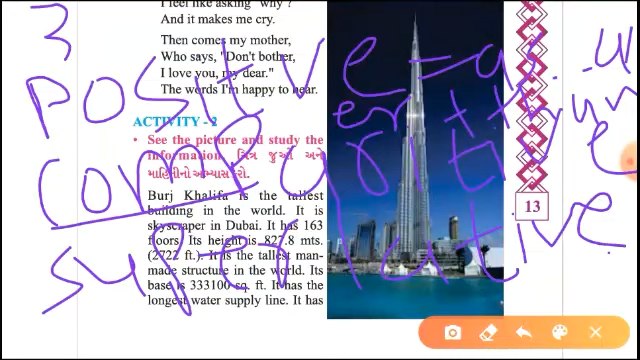 I feel like asking "why ?"
And it makes me cry.
Then comes my mother,
Who says, "Don't bother,
I love you, my dear."
The words I'm happy to hear.
ACTIVITY - 2
• See the picture and study the
information. ચિત્ર જુઓ અને
માહિતીનો અભ્યાસ કરો.
Burj Khalifa is the tallest
building in the world. It is
skyscraper in Dubai. It has 163
floors. Its height is 827.8 mts.
(2722 ft.). It is the tallest man-
made structure in the world. Its
base is 333100 sq. ft. It has the
longest water supply line. It has
13
3
positive
comparative
superlative